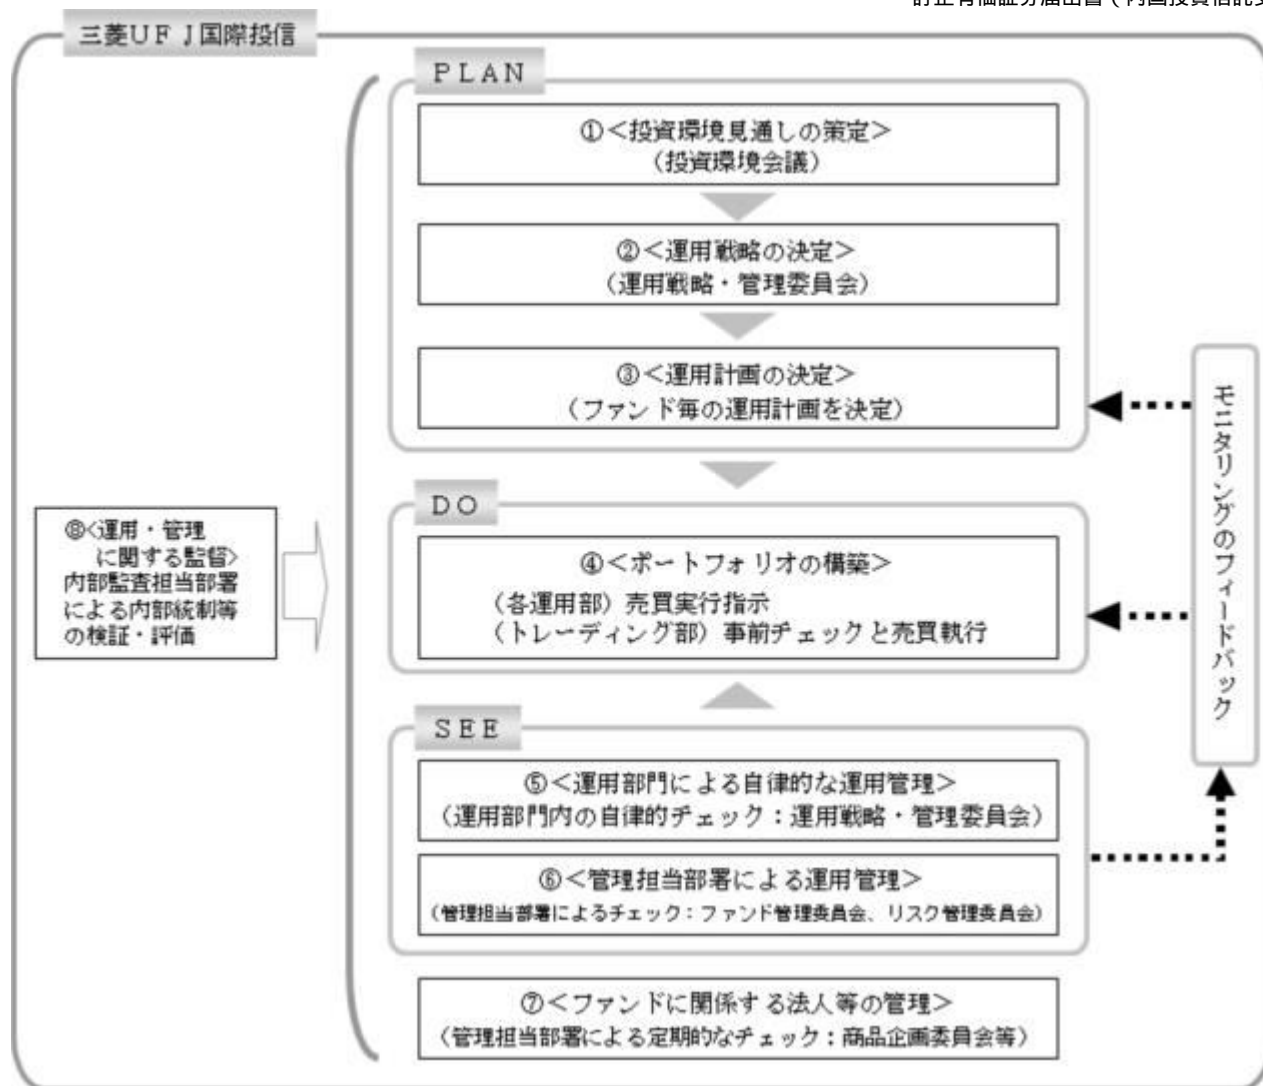 三菱UFJ国際投信
PLAN
①＜投資環境見通しの策定＞
（投資環境会議）
②＜運用戦略の決定＞
（運用戦略・管理委員会）
③＜運用計画の決定＞
（ファンド毎の運用計画を決定）
DO
④＜ポートフォリオの構築＞
（各運用部）売買実行指示
（トレーディング部）事前チェックと売買執行
SEE
⑤＜運用部門による自律的な運用管理＞
（運用部門内の自律的チェック：運用戦略・管理委員会）
⑥＜管理担当部署による運用管理＞
（管理担当部署によるチェック：ファンド管理委員会、リスク管理委員会）
⑦＜ファンドに関係する法人等の管理＞
（管理担当部署による定期的なチェック：商品企画委員会等）
⑧＜運用・管理
に関する監督＞
内部監査担当部署
による内部統制等
の検証・評価
モニタリングのフィードバック